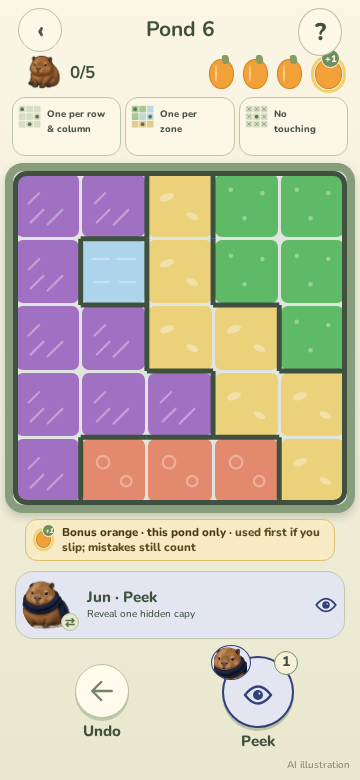 Pond 6
?
0/5
+1
One per row
& column
One per
zone
No
touching
Bonus orange · this pond only · used first if you
slip; mistakes still count
Jun · Peek
Reveal one hidden capy
1
Undo
Peek
AI illustration